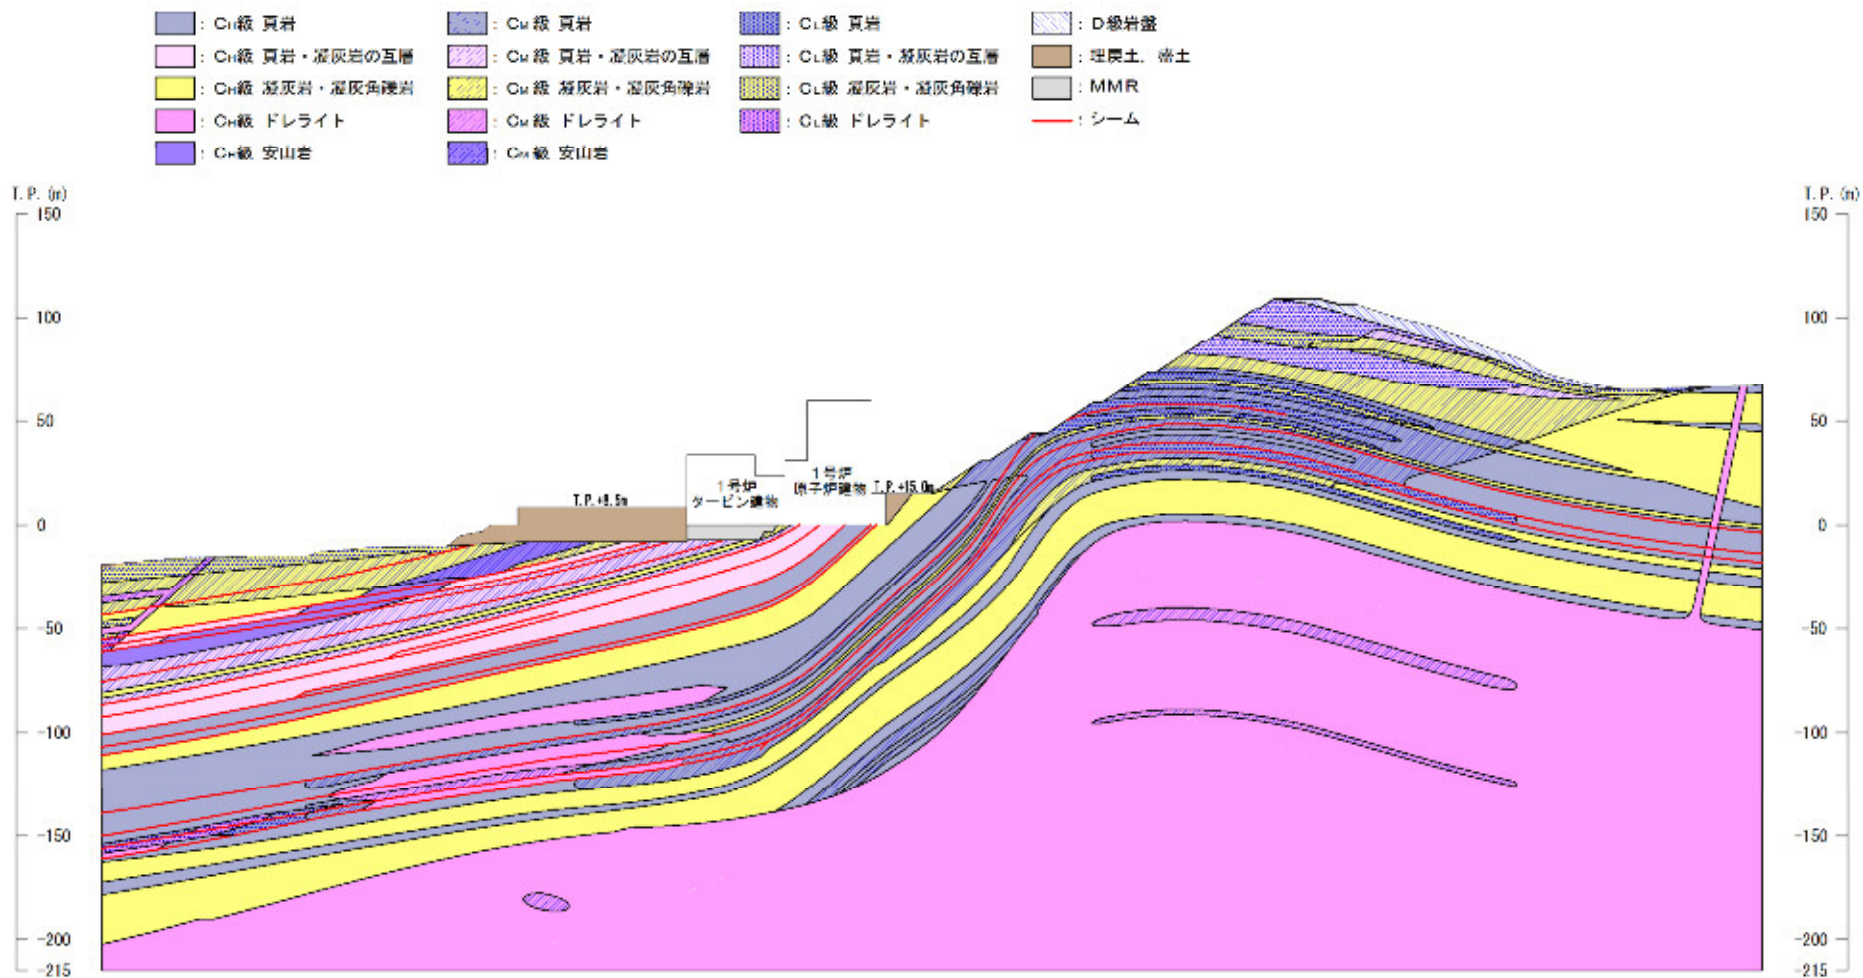 : CH級 頁岩
: CM級 頁岩
: CL級 頁岩
: D級岩盤
: CH級 頁岩・凝灰岩の互層
: CM級 頁岩・凝灰岩の互層
: CL級 頁岩・凝灰岩の互層
: 埋戻土, 盛土
: CH級 凝灰岩・凝灰角礫岩
: CM級 凝灰岩・凝灰角礫岩
: CL級 凝灰岩・凝灰角礫岩
: MMR
: CH級 ドレライト
: CM級 ドレライト
: CL級 ドレライト
: シーム
: CH級 安山岩
: CM級 安山岩
T.P.(m)
T.P.(m)
150
150
100
100
50
50
1号炉
タービン建物
1号炉
原子炉建物
T.P.+15.0m
T.P.+8.5m
0
0
-50
-50
-100
-100
-150
-150
-200
-200
-215
-215